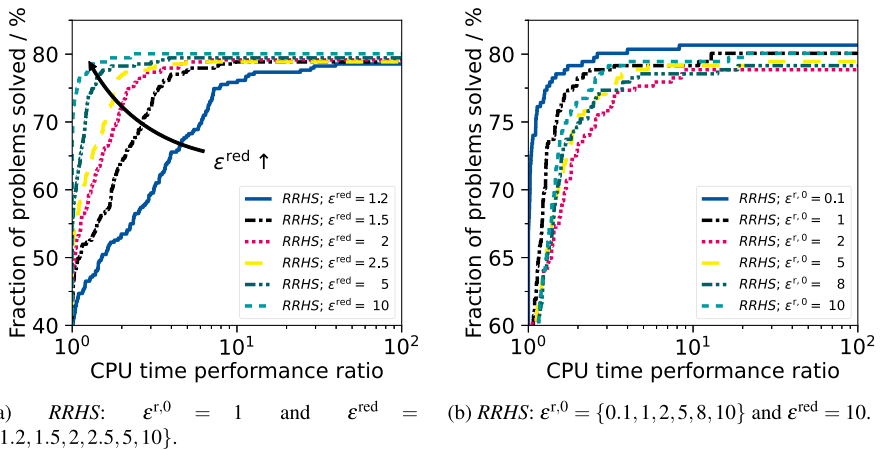 Fraction of problems solved / %
80
70
60
50
40
ε^red ↑
RRHS; ε^red = 1.2
RRHS; ε^red = 1.5
RRHS; ε^red = 2
RRHS; ε^red = 2.5
RRHS; ε^red = 5
RRHS; ε^red = 10
10^0 10^1 10^2
CPU time performance ratio
Fraction of problems solved / %
80
75
70
65
60
RRHS; ε^r,0 = 0.1
RRHS; ε^r,0 = 1
RRHS; ε^r,0 = 2
RRHS; ε^r,0 = 5
RRHS; ε^r,0 = 8
RRHS; ε^r,0 = 10
10^0 10^1 10^2
CPU time performance ratio
a) RRHS: ε^r,0 = 1 and ε^red =
1.2, 1.5, 2, 2.5, 5, 10}.
(b) RRHS: ε^r,0 = {0.1, 1, 2, 5, 8, 10} and ε^red = 10.